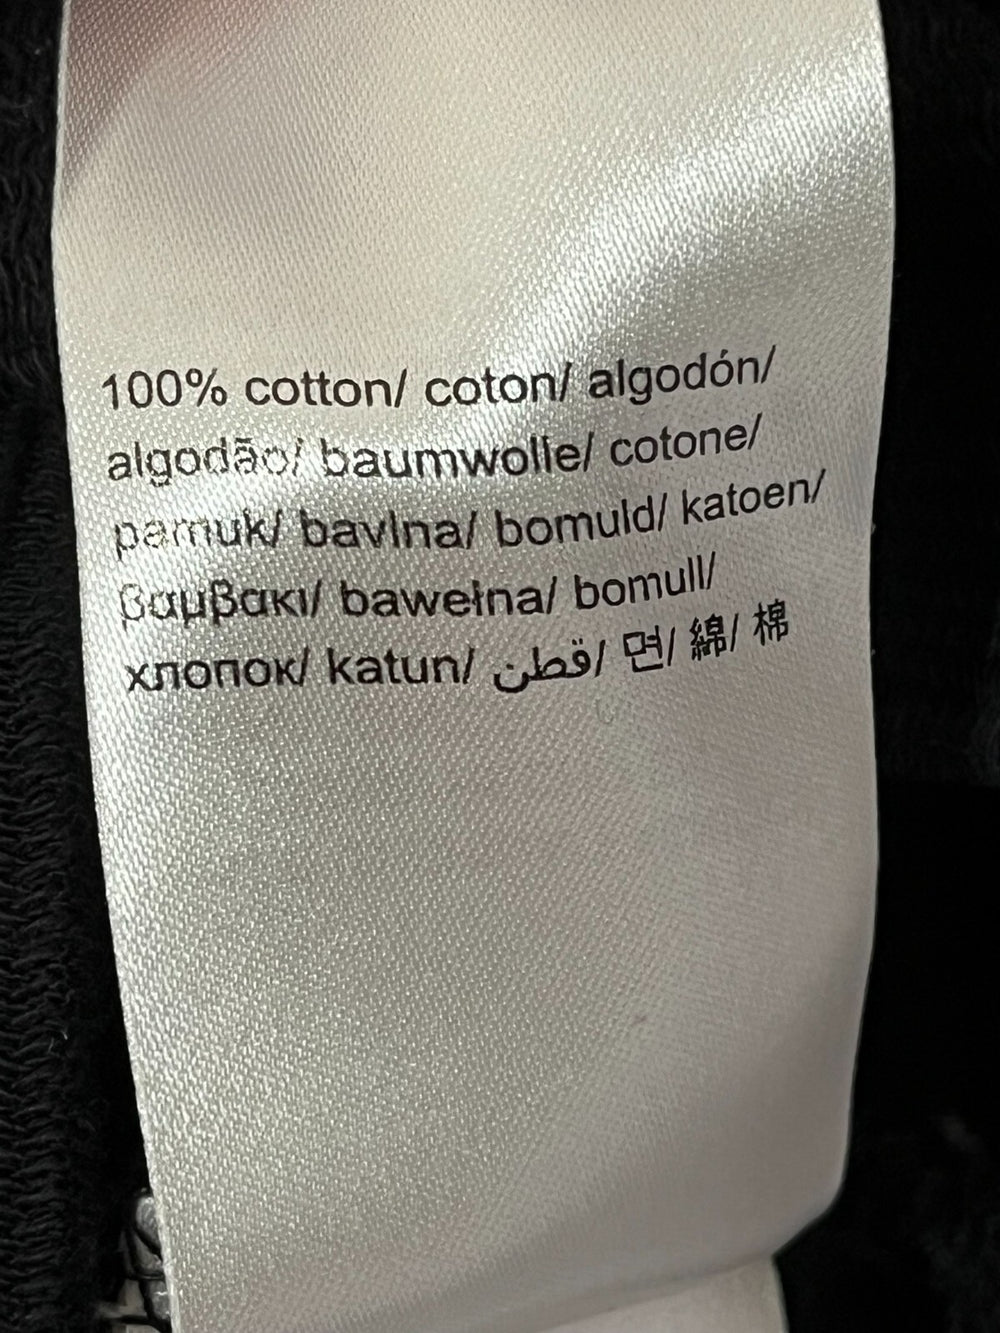 100% cotton/ coton/ algodón/
algodão/ baumwolle/ cotone/
pamuk/ bavlna/ bomuld/ katoen/
βαμβακι/ bawełna/ bomull/
хлопок/ katun/ قطن/ 면/ 綿/ 棉